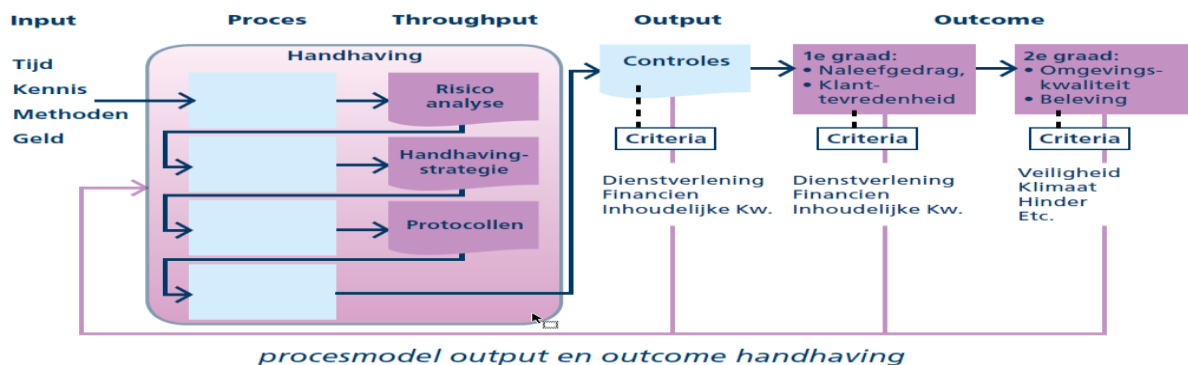 Input
Proces
Throughput
Output
Outcome
Tijd
Kennis
Methoden
Geld
Handhaving
Risico
analyse
Handhaving-
strategie
Protocollen
Controles
Criteria
Dienstverlening
Financien
Inhoudelijke Kw.
1e graad:
• Naleefgedrag,
• Klant-
tevredenheid
Criteria
Dienstverlening
Financien
Inhoudelijke Kw.
2e graad:
• Omgevings-
kwaliteit
• Beleving
Criteria
Veiligheid
Klimaat
Hinder
Etc.
procesmodel output en outcome handhaving